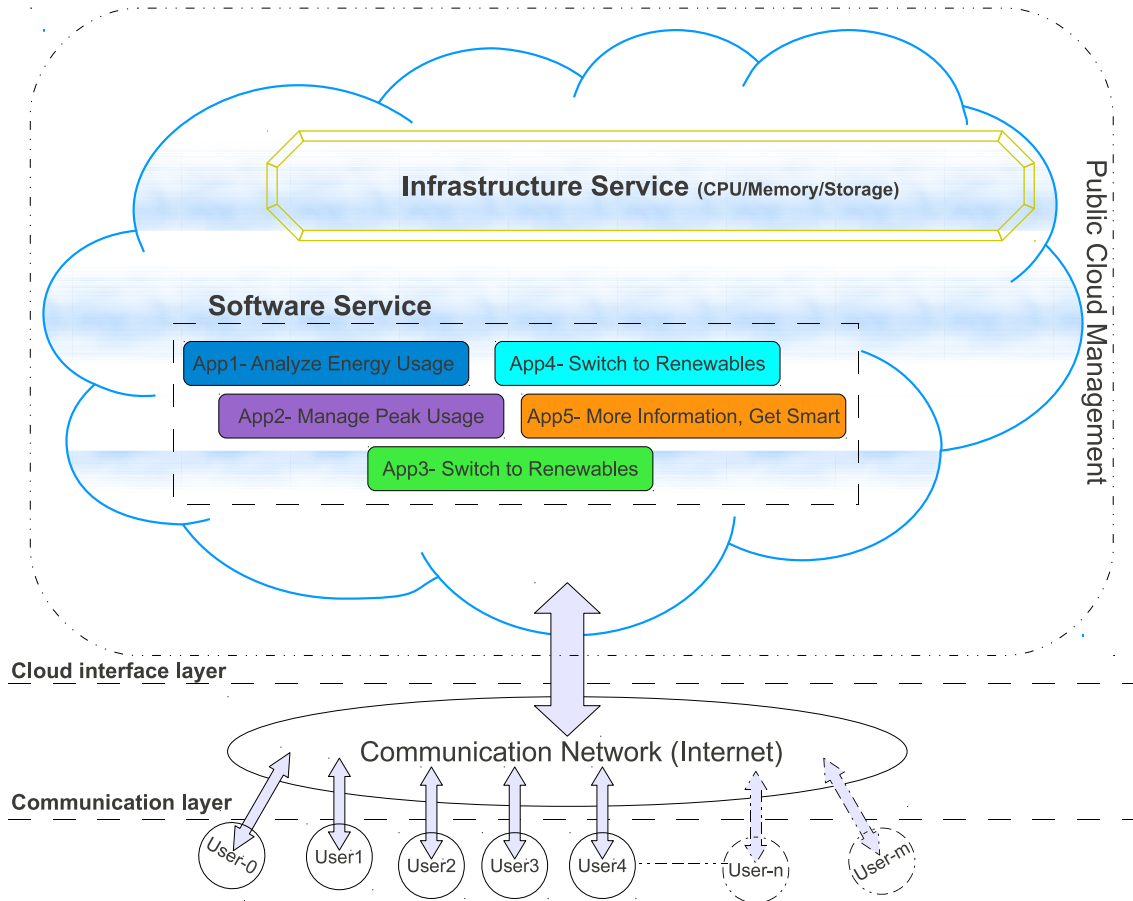 Infrastructure Service (CPU/Memory/Storage)
Public Cloud Management
Software Service
App1- Analyze Energy Usage
App4- Switch to Renewables
App2- Manage Peak Usage
App5- More Information, Get Smart
App3- Switch to Renewables
Cloud interface layer
Communication Network (Internet)
Communication layer
User-0
User1
User2
User3
User4
User-n
User-m